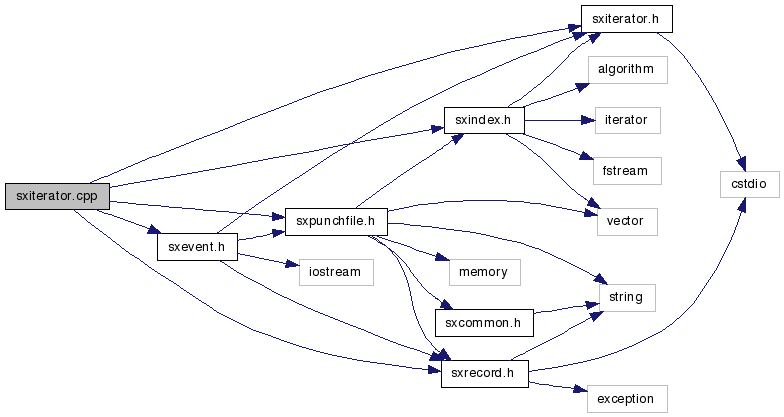 sxiterator.h
algorithm
sxindex.h
iterator
fstream
cstdio
sxiterator.cpp
sxpunchfile.h
vector
sxevent.h
iostream
memory
string
sxcommon.h
sxrecord.h
exception